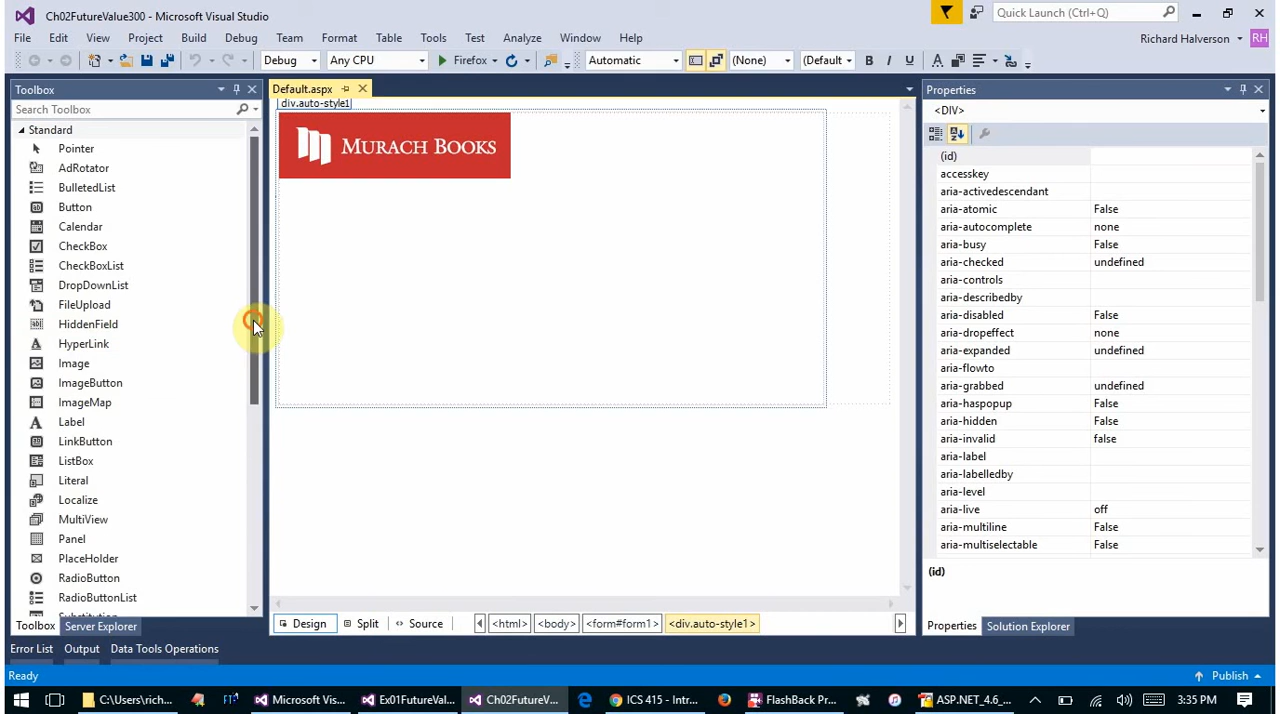 Ch02FutureValue300 - Microsoft Visual Studio
Quick Launch (Ctrl+Q)
File Edit View Project Build Debug Team Format Table Tools Test Analyze Window Help
Richard Halverson RH
Debug Any CPU Firefox Automatic (None) (Default B I U A
Toolbox
Search Toolbox
Standard
Pointer
AdRotator
BulletedList
Button
Calendar
CheckBox
CheckBoxList
DropDownList
FileUpload
HiddenField
HyperLink
Image
ImageButton
ImageMap
Label
LinkButton
ListBox
Literal
Localize
MultiView
Panel
PlaceHolder
RadioButton
RadioButtonList
Toolbox Server Explorer
Default.aspx
div.auto-style1
MURACH BOOKS
Design Split Source <html> <body> <form#form1> <div.auto-style1>
Properties
<DIV>
(id)
accesskey
aria-activedescendant
aria-atomic False
aria-autocomplete none
aria-busy False
aria-checked undefined
aria-controls
aria-describedby
aria-disabled False
aria-dropeffect none
aria-expanded undefined
aria-flowto
aria-grabbed undefined
aria-haspopup False
aria-hidden False
aria-invalid false
aria-label
aria-labelledby
aria-level
aria-live off
aria-multiline False
aria-multiselectable False
(id)
Properties Solution Explorer
Error List Output Data Tools Operations
Ready
Publish
C:\Users\rich... Microsoft Vis... Ex01FutureVal... Ch02FutureV... ICS 415 - Intr... FlashBack Pr... ASP.NET_4.6... 3:35 PM